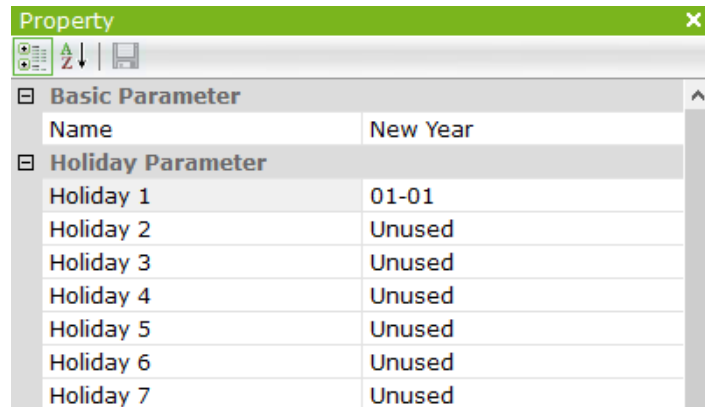 Property
Basic Parameter
Name New Year
Holiday Parameter
Holiday 1 01-01
Holiday 2 Unused
Holiday 3 Unused
Holiday 4 Unused
Holiday 5 Unused
Holiday 6 Unused
Holiday 7 Unused